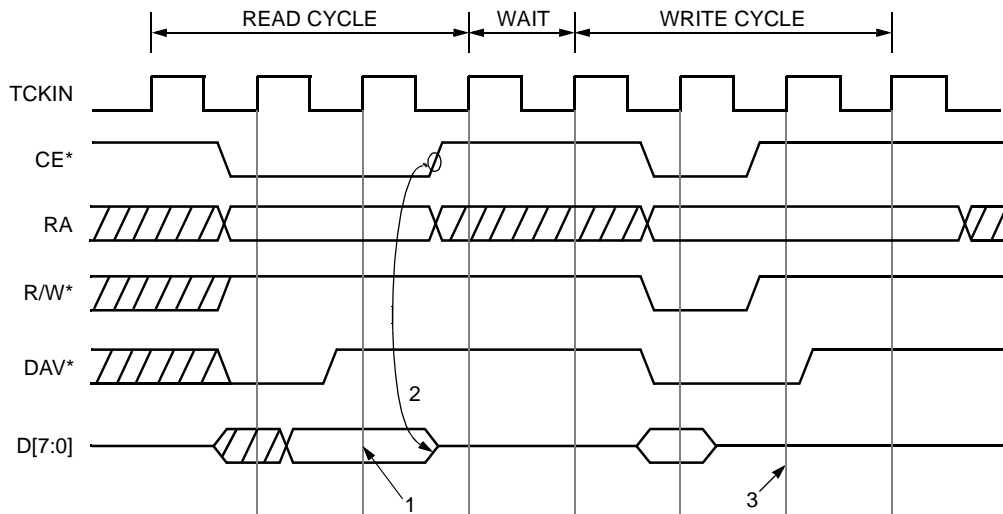 READ CYCLE WAIT WRITE CYCLE
TCKIN
CE*
RA
R/W*
DAV*
2
D[7:0]
1
3